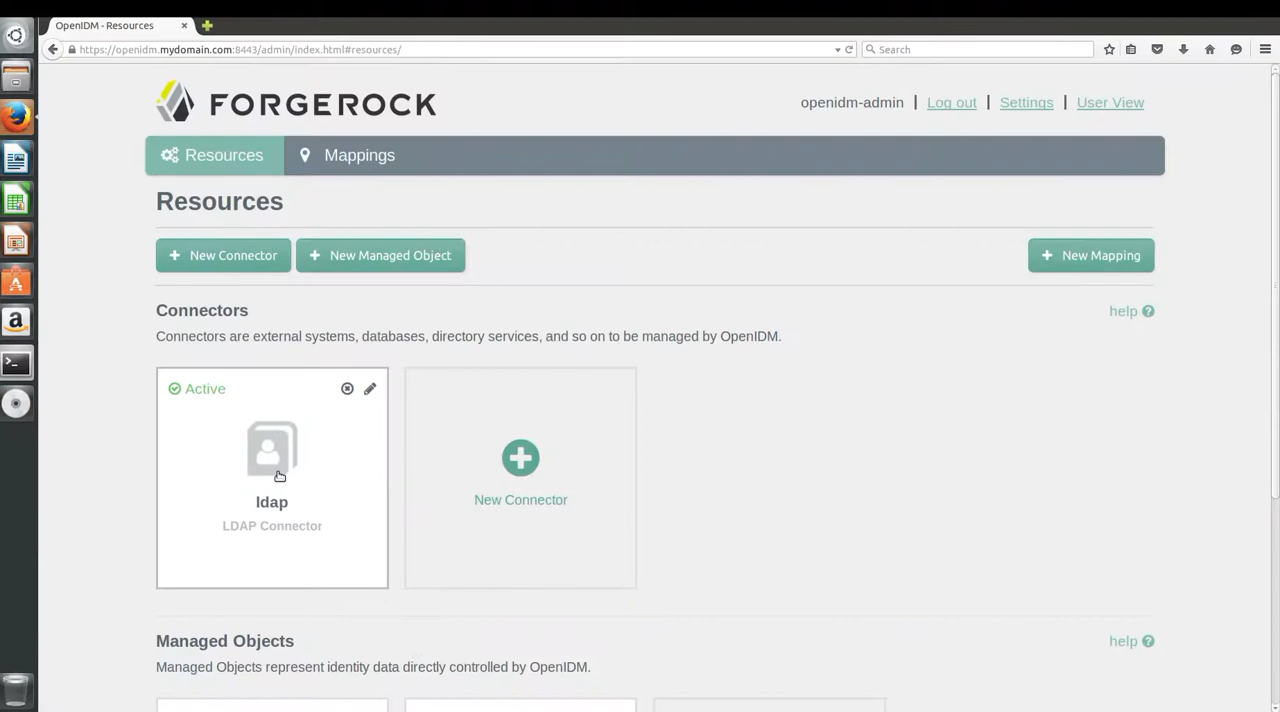 OpenIDM - Resources
https://openidm.mydomain.com:8443/admin/index.html#resources/
Search
FORGEROCK
openidm-admin | Log out | Settings | User View
Resources
Mappings
Resources
+ New Connector
+ New Managed Object
+ New Mapping
Connectors
help
Connectors are external systems, databases, directory services, and so on to be managed by OpenIDM.
Active
ldap
LDAP Connector
New Connector
Managed Objects
help
Managed Objects represent identity data directly controlled by OpenIDM.